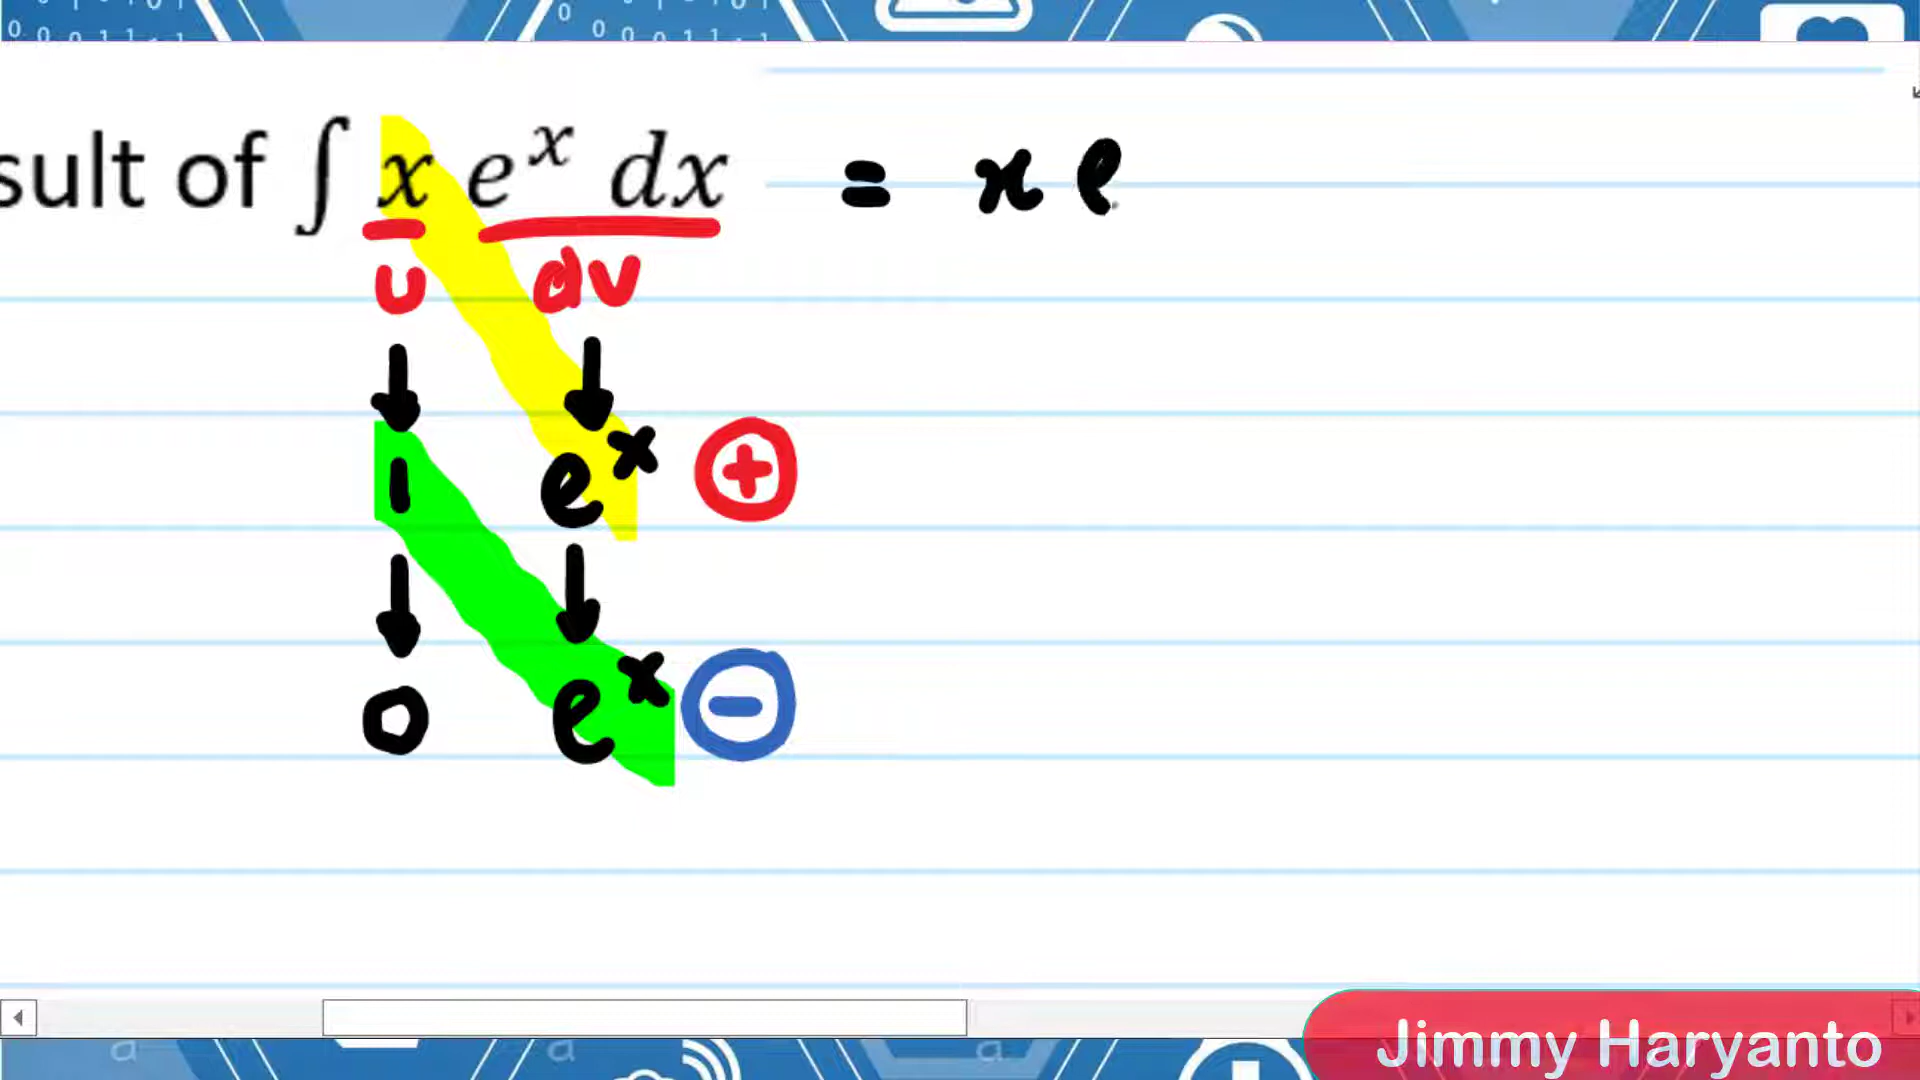 sult of ∫ x e^x dx = x e
u dv
1 e^x +
0 e^x −
Jimmy Haryanto